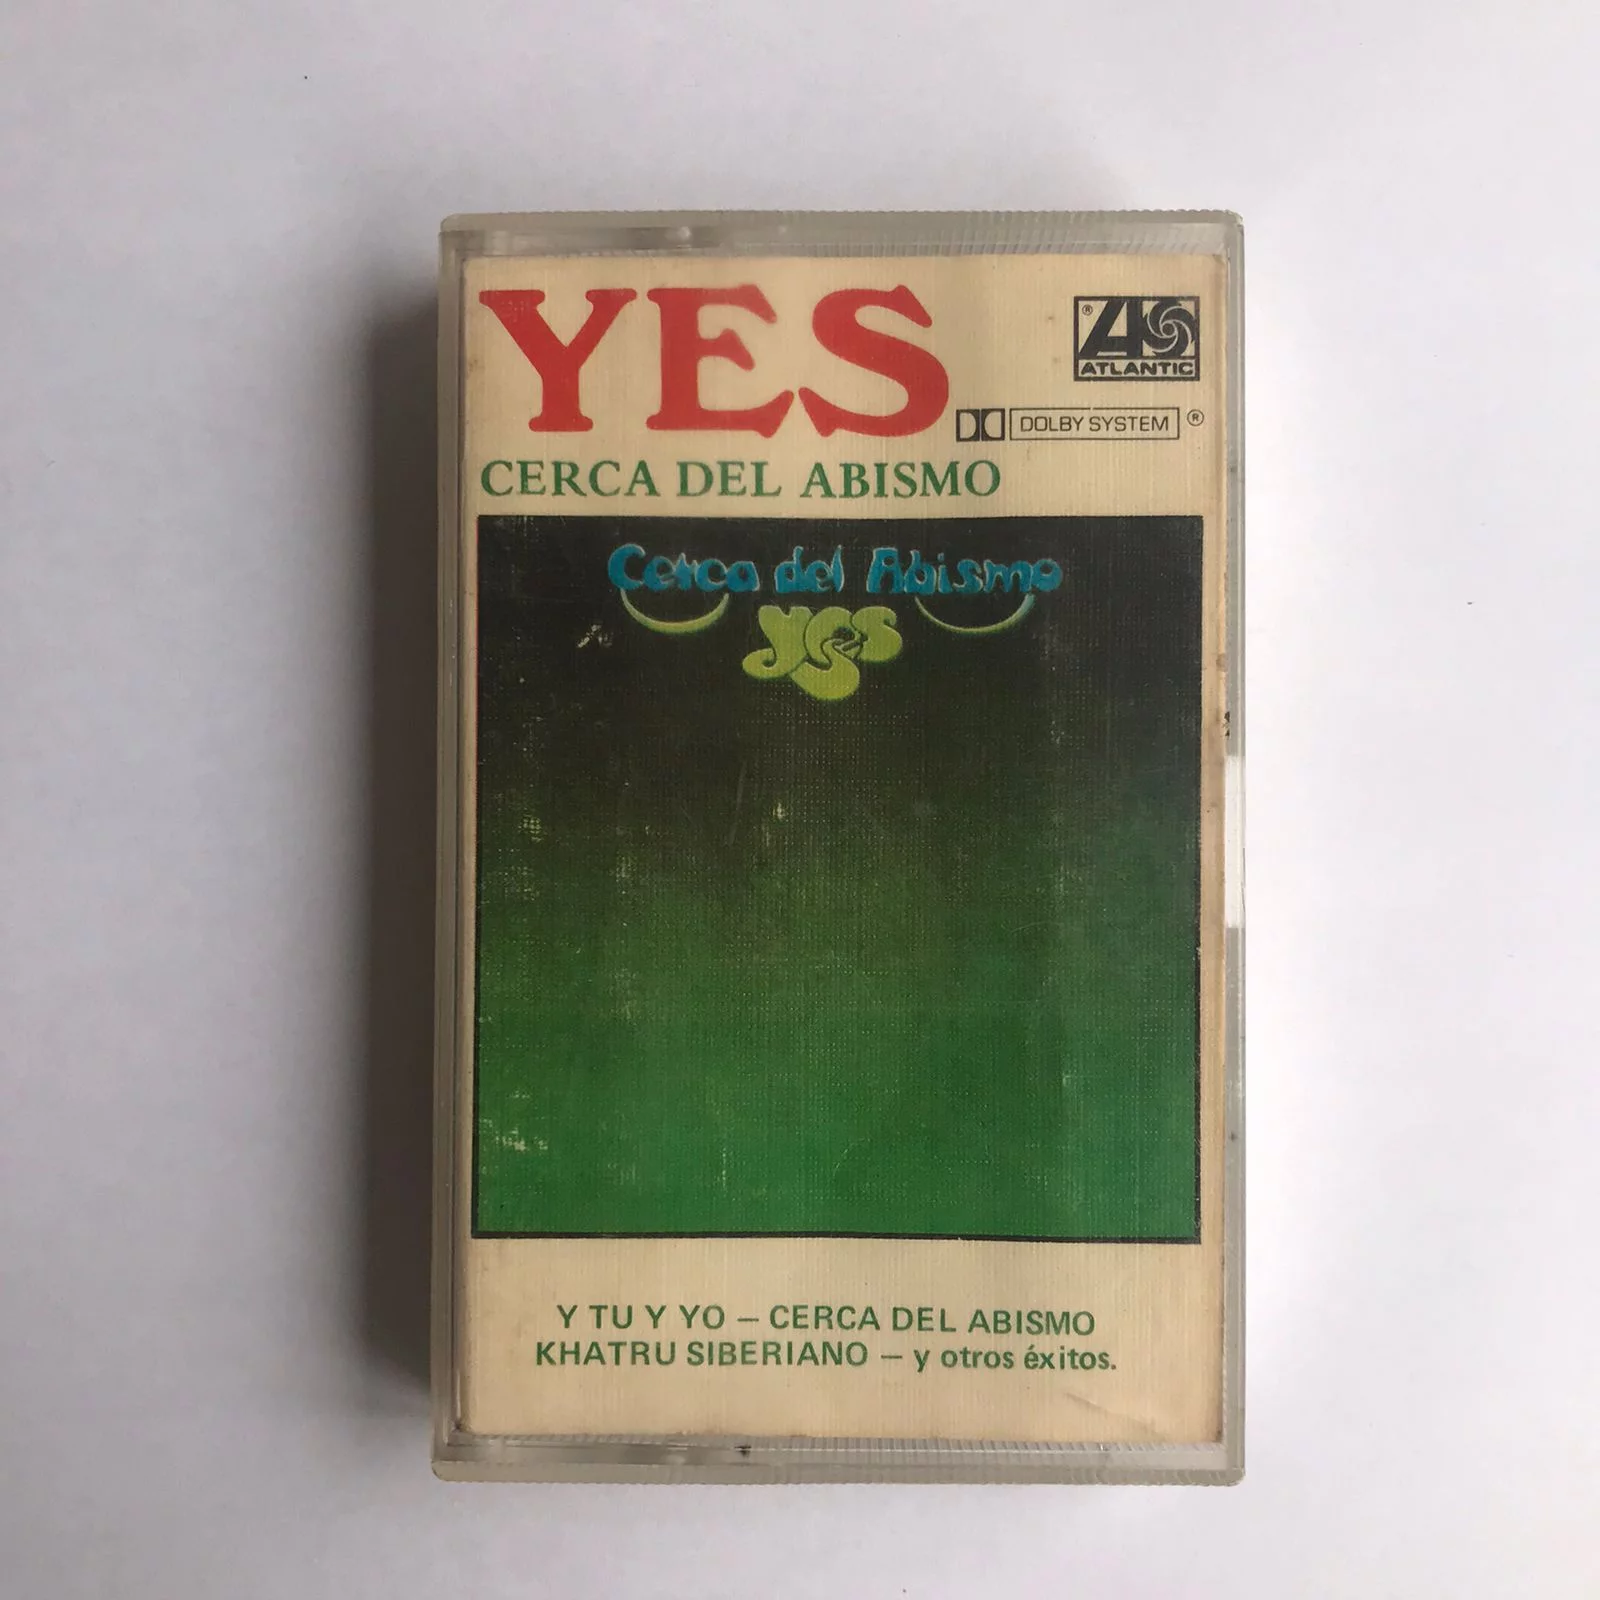 YES
® ATLANTIC
DOLBY SYSTEM ®
CERCA DEL ABISMO
Cerca del Abismo
yes
Y TU Y YO — CERCA DEL ABISMO
KHATRU SIBERIANO — y otros éxitos.